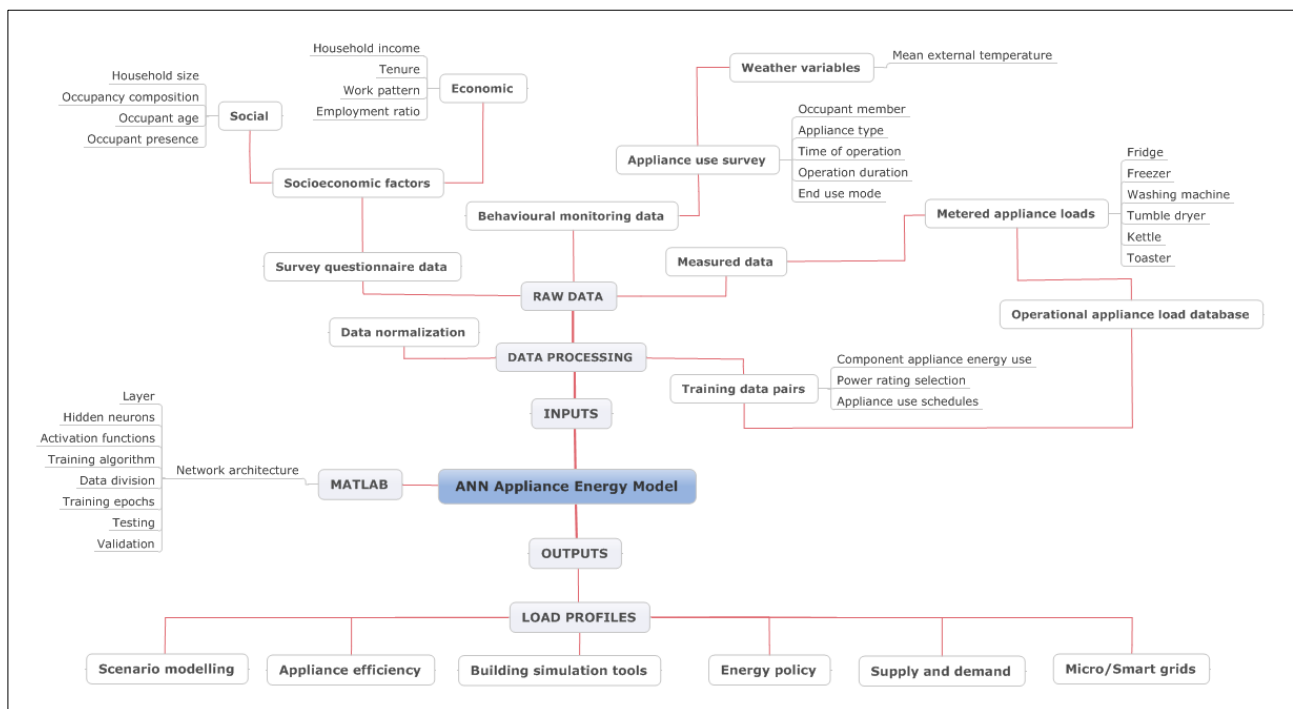 Household income
Tenure
Work pattern
Employment ratio
Economic
Household size
Occupancy composition
Occupant age
Occupant presence
Social
Socioeconomic factors
Survey questionnaire data
Weather variables
Mean external temperature
Appliance use survey
Occupant member
Appliance type
Time of operation
Operation duration
End use mode
Behavioural monitoring data
Measured data
Metered appliance loads
Fridge
Freezer
Washing machine
Tumble dryer
Kettle
Toaster
Operational appliance load database
RAW DATA
Data normalization
DATA PROCESSING
Training data pairs
Component appliance energy use
Power rating selection
Appliance use schedules
INPUTS
Layer
Hidden neurons
Activation functions
Training algorithm
Data division
Training epochs
Testing
Validation
Network architecture
MATLAB
ANN Appliance Energy Model
OUTPUTS
LOAD PROFILES
Scenario modelling
Appliance efficiency
Building simulation tools
Energy policy
Supply and demand
Micro/Smart grids